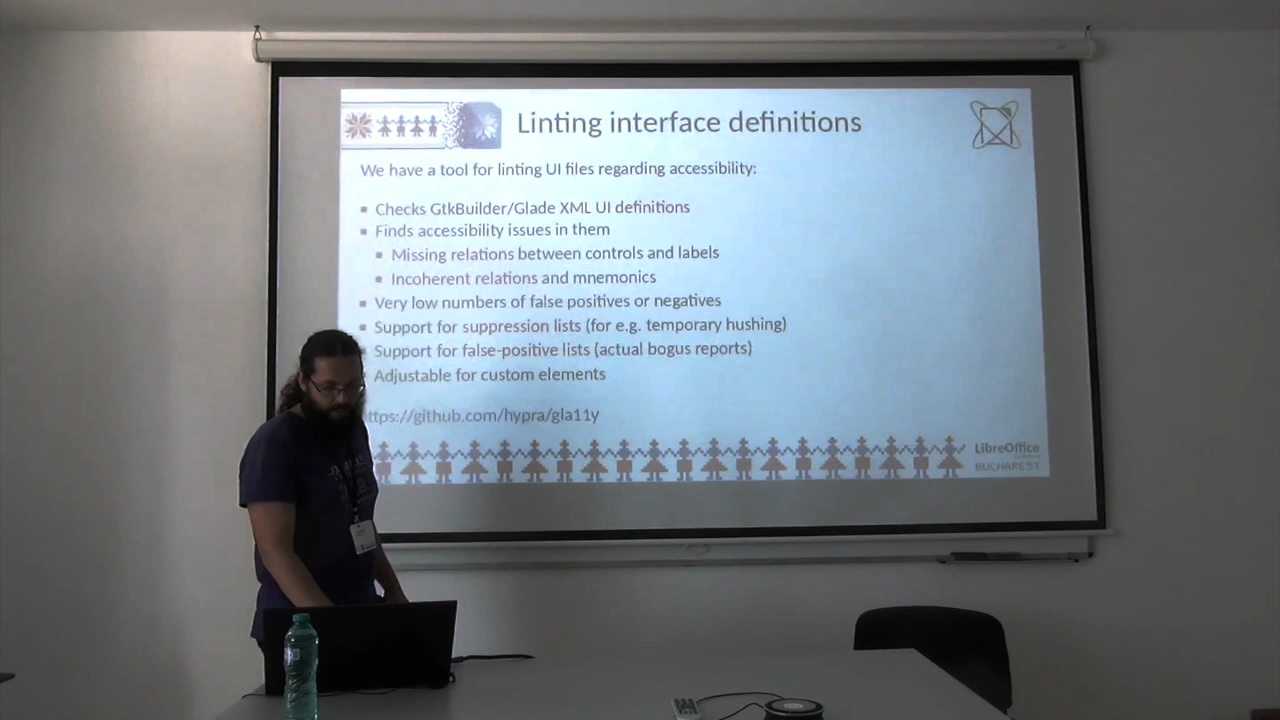 Linting interface definitions
We have a tool for linting UI files regarding accessibility:
Checks GtkBuilder/Glade XML UI definitions
Finds accessibility issues in them
Missing relations between controls and labels
Incoherent relations and mnemonics
Very low numbers of false positives or negatives
Support for suppression lists (for e.g. temporary hushing)
Support for false-positive lists (actual bogus reports)
Adjustable for custom elements
ttps://github.com/hypra/gla11y
LibreOffice
BUCHAREST